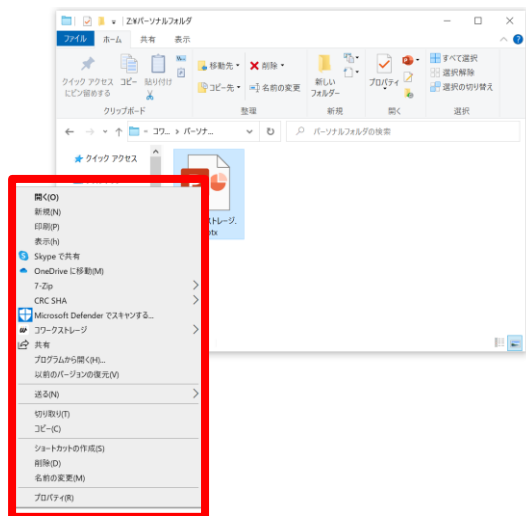 Z:¥パーソナルフォルダ
ファイル ホーム 共有 表示
クイック アクセス にピン留めする
コピー
貼り付け
移動先
コピー先
削除
名前の変更
新しい フォルダー
プロパティ
開く
すべて選択
選択解除
選択の切り替え
クリップボード 整理 新規 開く 選択
コワ... › パーソナ...
パーソナルフォルダの検索
クイック アクセス
ストレージ.
tx
開く(O)
新規(N)
印刷(P)
表示(h)
Skype で共有
OneDrive に移動(M)
7-Zip
CRC SHA
Microsoft Defender でスキャンする...
コワークストレージ
共有
プログラムから開く(H)...
以前のバージョンの復元(V)
送る(N)
切り取り(T)
コピー(C)
ショートカットの作成(S)
削除(D)
名前の変更(M)
プロパティ(R)